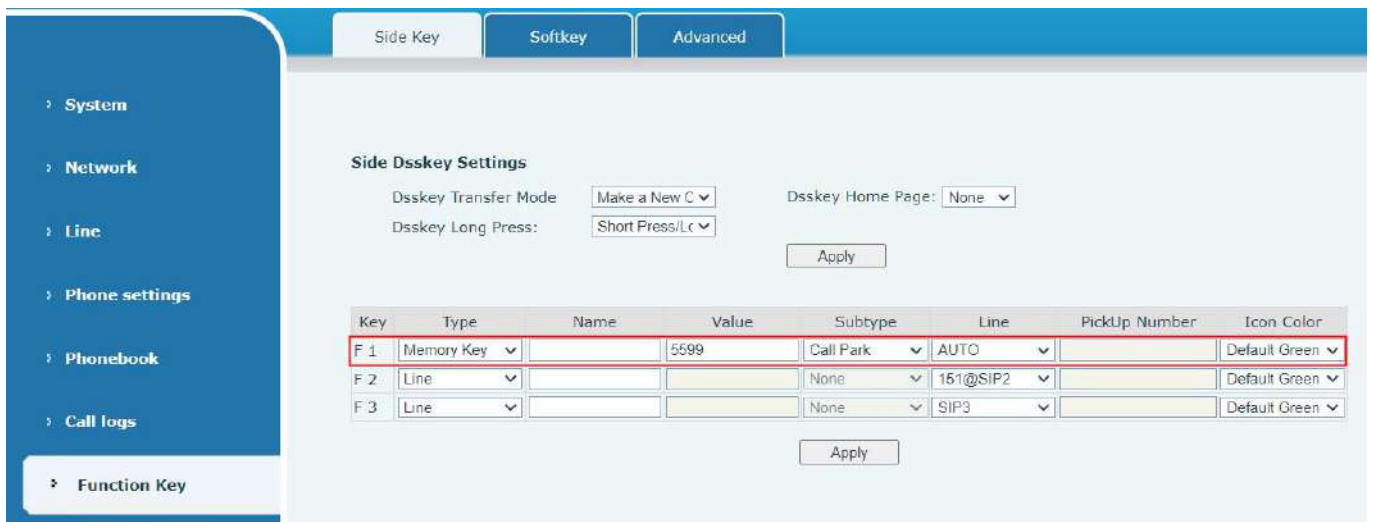 Side Key Softkey Advanced
System
Network
Line
Phone settings
Phonebook
Call logs
Function Key
Side Dsskey Settings
Dsskey Transfer Mode Make a New C Dsskey Home Page: None
Dsskey Long Press: Short Press/Lo
Apply
Key Type Name Value Subtype Line PickUp Number Icon Color
F 1 Memory Key 5599 Call Park AUTO Default Green
F 2 Line None 151@SIP2 Default Green
F 3 Line None SIP3 Default Green
Apply